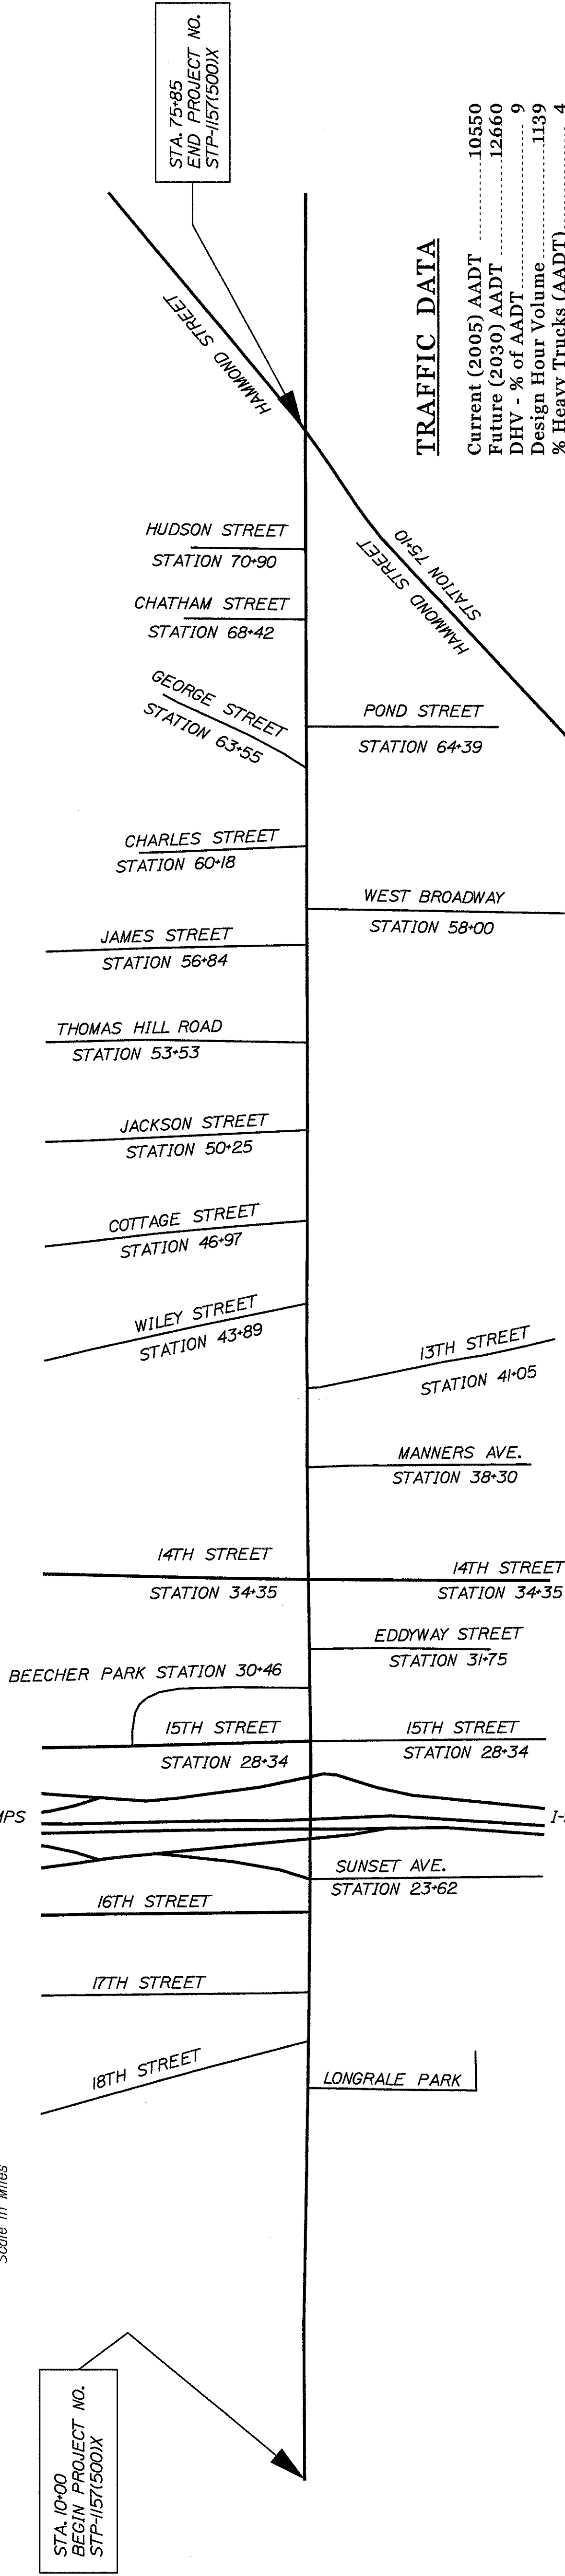 STA. 75+85
END PROJECT NO.
STP-1157(500)X
HAMMOND STREET
TRAFFIC DATA
Current (2005) AADT 10550
Future (2030) AADT 12660
DHV - % of AADT 9
Design Hour Volume 1139
% Heavy Trucks (AADT) 4
HUDSON STREET
STATION 70+90
CHATHAM STREET
STATION 68+42
HAMMOND STREET
STATION 75+10
GEORGE STREET
STATION 63+55
POND STREET
STATION 64+39
CHARLES STREET
STATION 60+18
WEST BROADWAY
STATION 58+00
JAMES STREET
STATION 56+84
THOMAS HILL ROAD
STATION 53+53
JACKSON STREET
STATION 50+25
COTTAGE STREET
STATION 46+97
WILEY STREET
STATION 43+89
13TH STREET
STATION 41+05
MANNERS AVE.
STATION 38+30
14TH STREET
STATION 34+35
14TH STREET
STATION 34+35
EDDYWAY STREET
STATION 31+75
BEECHER PARK STATION 30+46
15TH STREET
STATION 28+34
15TH STREET
STATION 28+34
MPS
I-
SUNSET AVE.
STATION 23+62
16TH STREET
17TH STREET
18TH STREET
LONGRALE PARK
Scale in Miles
STA. 10+00
BEGIN PROJECT NO.
STP-1157(500)X